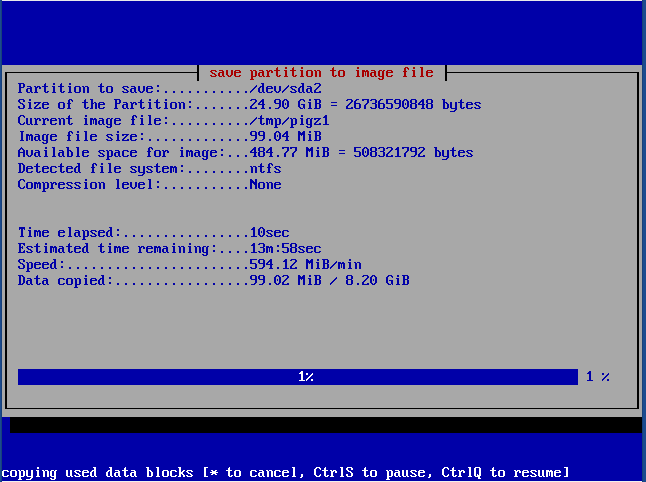 save partition to image file
Partition to save:.........../dev/sda2
Size of the Partition:.......24.90 GiB = 26736590848 bytes
Current image file:........../tmp/pigz1
Image file size:.............99.04 MiB
Available space for image:...484.77 MiB = 508321792 bytes
Detected file system:........ntfs
Compression level:...........None
Time elapsed:................10sec
Estimated time remaining:....13m:58sec
Speed:.......................594.12 MiB/min
Data copied:.................99.02 MiB / 8.20 GiB
1% 1 %
copying used data blocks [* to cancel, CtrlS to pause, CtrlQ to resume]